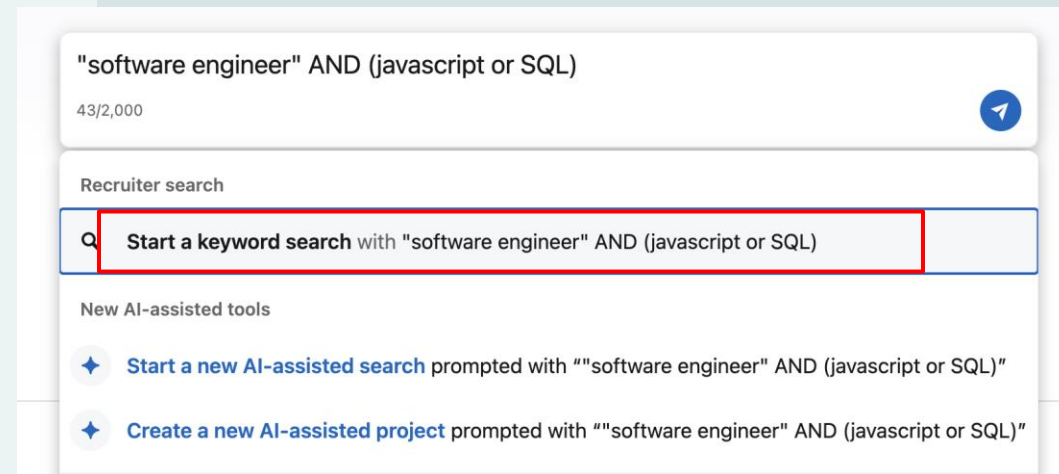 "software engineer" AND (javascript or SQL)
43/2,000
Recruiter search
Start a keyword search with "software engineer" AND (javascript or SQL)
New AI-assisted tools
Start a new AI-assisted search prompted with “"software engineer" AND (javascript or SQL)”
Create a new AI-assisted project prompted with “"software engineer" AND (javascript or SQL)”